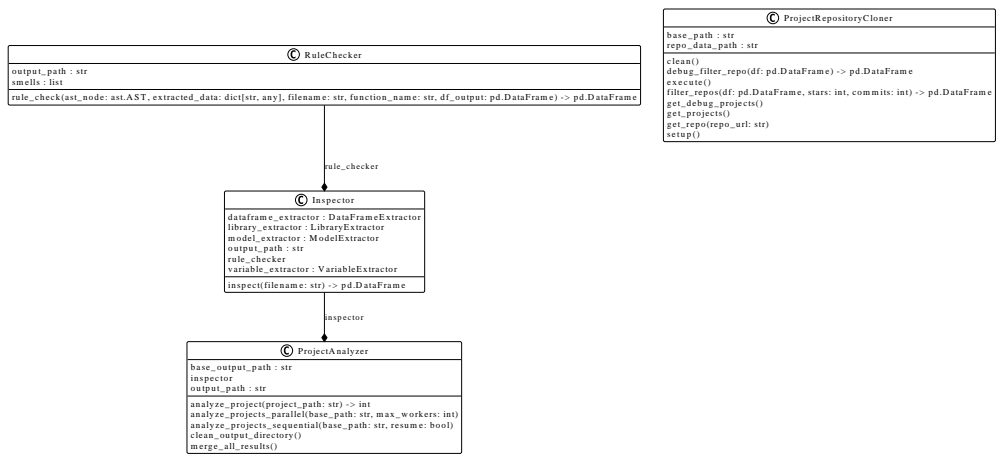 C RuleChecker
output_path : str
smells : list
rule_check(ast_node: ast.AST, extracted_data: dict[str, any], filename: str, function_name: str, df_output: pd.DataFrame) -> pd.DataFrame
C ProjectRepositoryCloner
base_path : str
repo_data_path : str
clean()
debug_filter_repo(df: pd.DataFrame) -> pd.DataFrame
execute()
filter_repos(df: pd.DataFrame, stars: int, commits: int) -> pd.DataFrame
get_debug_projects()
get_projects()
get_repo(repo_url: str)
setup()
rule_checker
C Inspector
dataframe_extractor : DataFrameExtractor
library_extractor : LibraryExtractor
model_extractor : ModelExtractor
output_path : str
rule_checker
variable_extractor : VariableExtractor
inspect(filename: str) -> pd.DataFrame
inspector
C ProjectAnalyzer
base_output_path : str
inspector
output_path : str
analyze_project(project_path: str) -> int
analyze_projects_parallel(base_path: str, max_workers: int)
analyze_projects_sequential(base_path: str, resume: bool)
clean_output_directory()
merge_all_results()